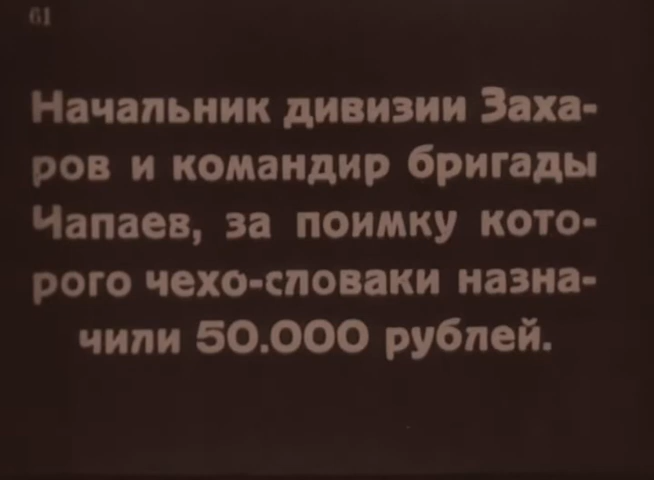 61
Начальник дивизии Заха-
ров и командир бригады
Чапаев, за поимку кото-
рого чехо-словаки назна-
чили 50.000 рублей.